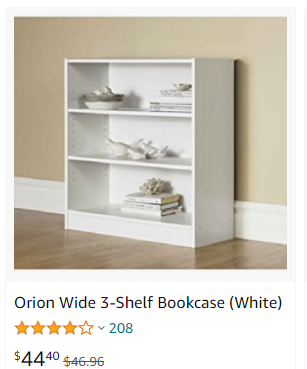 Orion Wide 3-Shelf Bookcase (White)
208
$44⁴⁰ $46.96